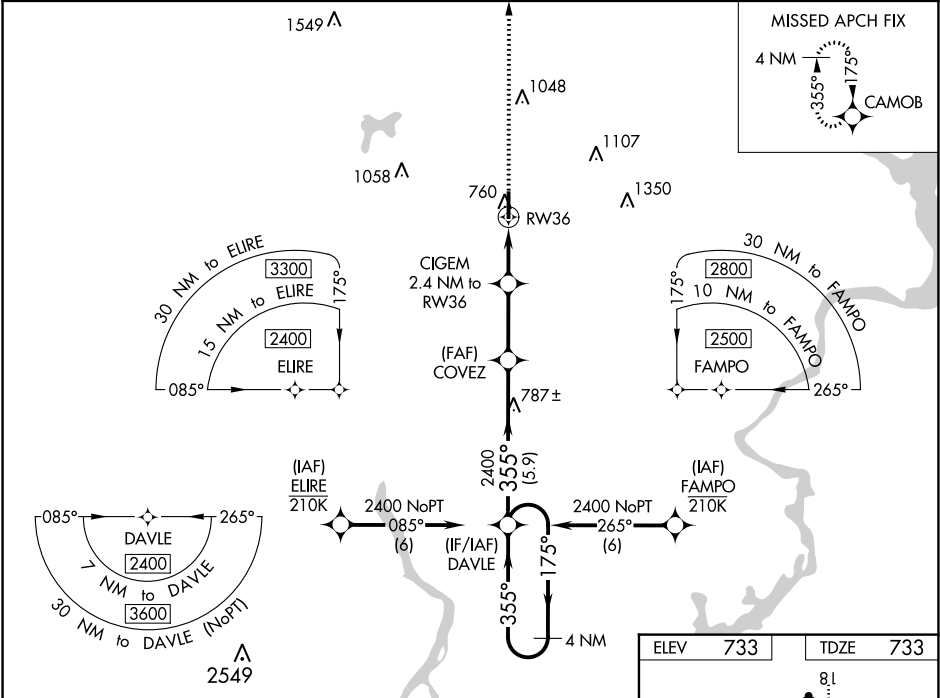 1549
MISSED APCH FIX
4 NM
355°
175°
CAMOB
1048
1107
1058
1350
760
RW36
CIGEM
2.4 NM to
RW36
30 NM to ELIRE
3300
175°
15 NM to ELIRE
2400
ELIRE
085°
30 NM to FAMPO
2800
175°
10 NM to FAMPO
2500
FAMPO
265°
(FAF)
COVEZ
787±
2400
355°
(5.9)
(IAF)
ELIRE
210K
2400 NoPT
085°
(6)
(IF/IAF)
DAVLE
(IAF)
FAMPO
210K
2400 NoPT
265°
(6)
175°
355°
4 NM
085°
265°
DAVLE
2400
7 NM to DAVLE
3600
30 NM to DAVLE (NoPT)
2549
ELEV 733
TDZE 733
18L